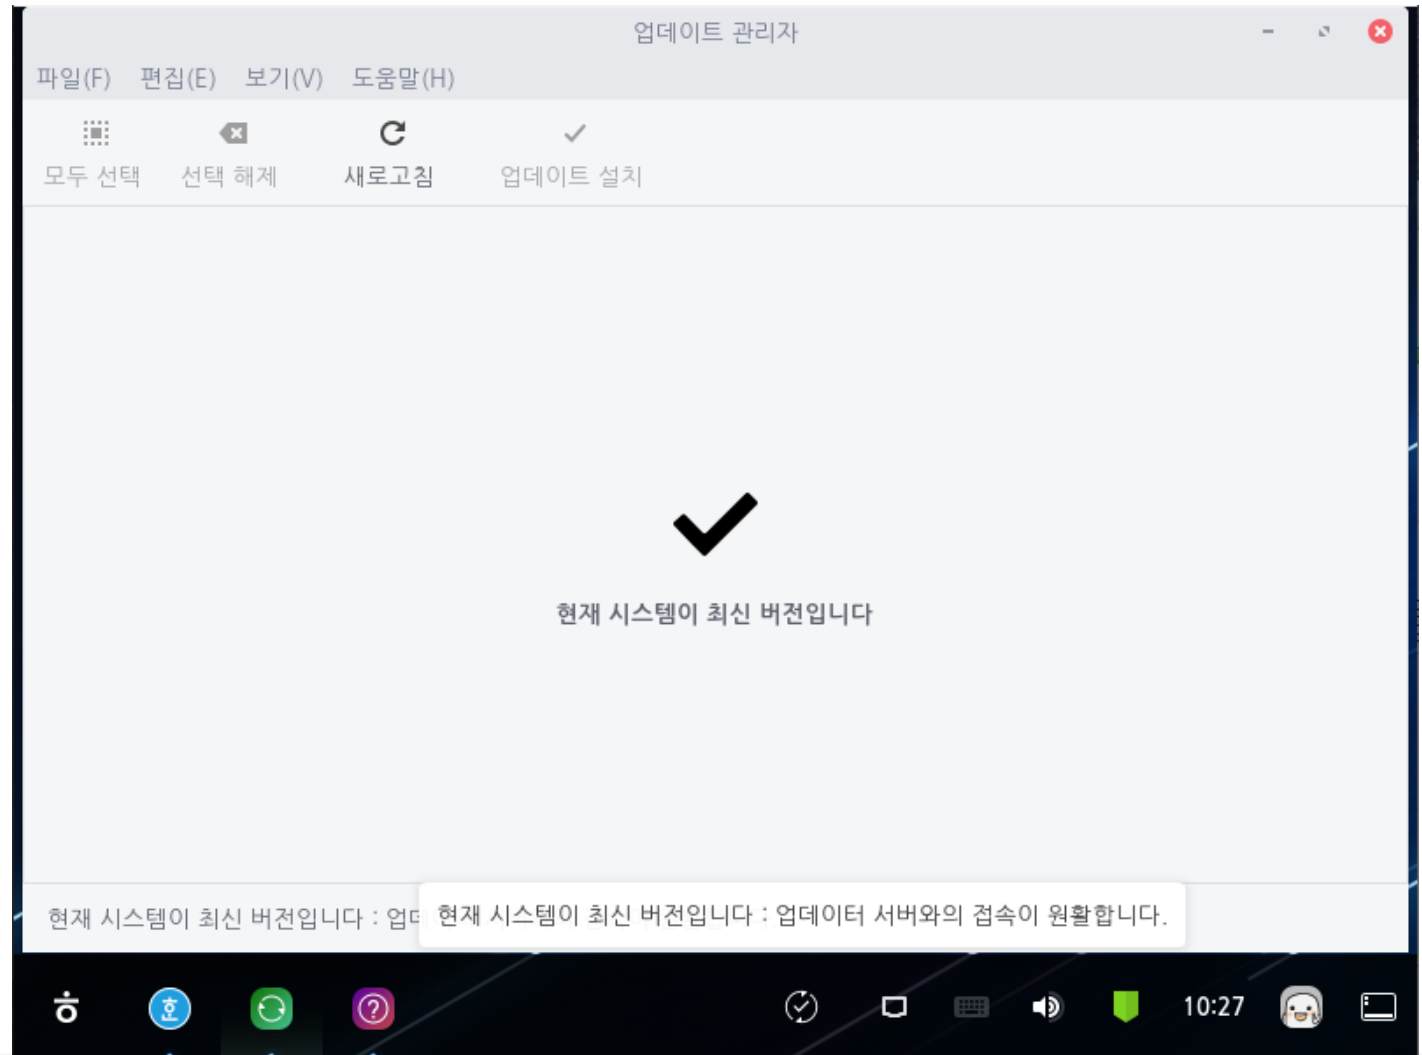 업데이트 관리자
파일(F) 편집(E) 보기(V) 도움말(H)
모두 선택 선택 해제 새로고침 업데이트 설치
현재 시스템이 최신 버전입니다
현재 시스템이 최신 버전입니다 :
현재 시스템이 최신 버전입니다 : 업데이터 서버와의 접속이 원활합니다.
ㅎ 호 ? 10:27